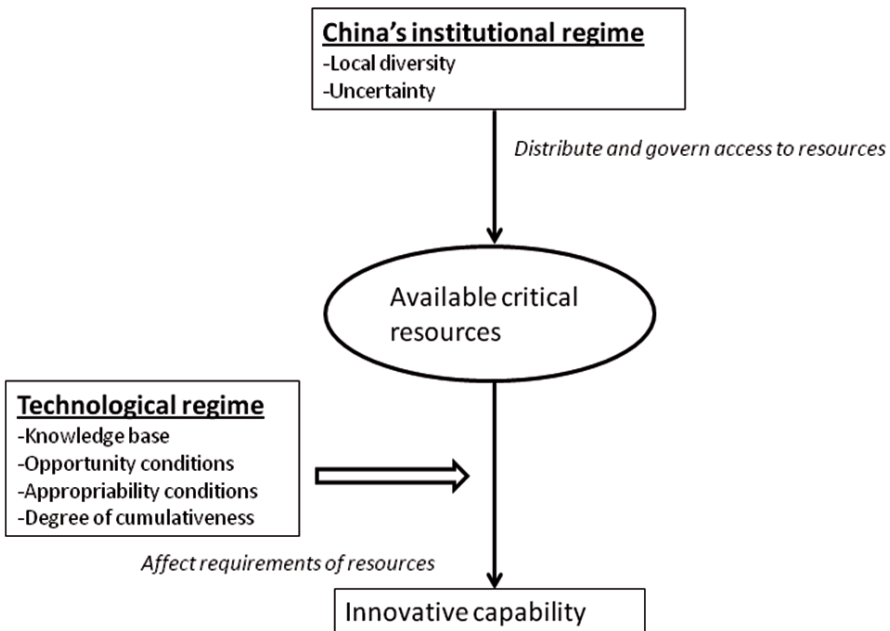 China's institutional regime
-Local diversity
-Uncertainty
Distribute and govern access to resources
Available critical
resources
Technological regime
-Knowledge base
-Opportunity conditions
-Appropriability conditions
-Degree of cumulativeness
Affect requirements of resources
Innovative capability